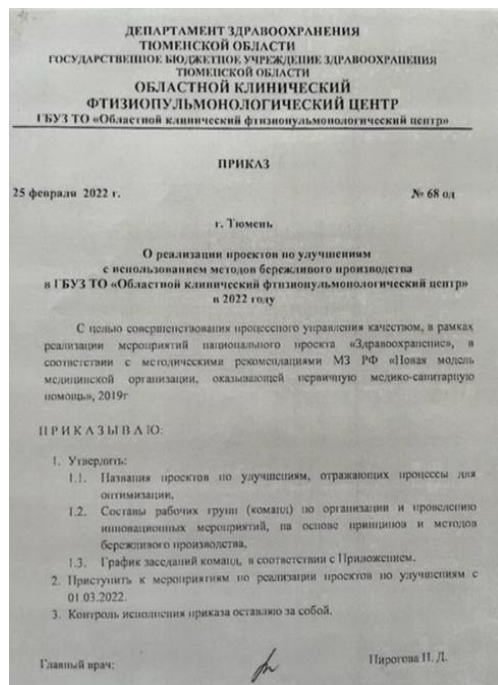 ДЕПАРТАМЕНТ ЗДРАВООХРАНЕНИЯ
ТЮМЕНСКОЙ ОБЛАСТИ
ГОСУДАРСТВЕННОЕ БЮДЖЕТНОЕ УЧРЕЖДЕНИЕ ЗДРАВООХРАНЕНИЯ
ТЮМЕНСКОЙ ОБЛАСТИ
ОБЛАСТНОЙ КЛИНИЧЕСКИЙ
ФТИЗИОПУЛЬМОНОЛОГИЧЕСКИЙ ЦЕНТР
ГБУЗ ТО «Областной клинический фтизиопульмонологический центр»
ПРИКАЗ
25 февраля 2022 г. № 68 од
г. Тюмень
О реализации проектов по улучшениям
с использованием методов бережливого производства
в ГБУЗ ТО «Областной клинический фтизиопульмонологический центр»
в 2022 году
С целью совершенствования процессного управления качеством, в рамках
реализации мероприятий национального проекта «Здравоохранение», в
соответствии с методическими рекомендациями МЗ РФ «Новая модель
медицинской организации, оказывающей первичную медико-санитарную
помощь», 2019г
ПРИКАЗЫВАЮ:
1. Утвердить:
1.1. Названия проектов по улучшениям, отражающих процессы для
оптимизации,
1.2. Составы рабочих групп (команд) по организации и проведению
инновационных мероприятий, на основе принципов и методов
бережливого производства,
1.3. График заседаний команд, в соответствии с Приложением.
2. Приступить к мероприятиям по реализации проектов по улучшениям с
01.03.2022.
3. Контроль исполнения приказа оставляю за собой.
Главный врач: Пирогова Н. Д.